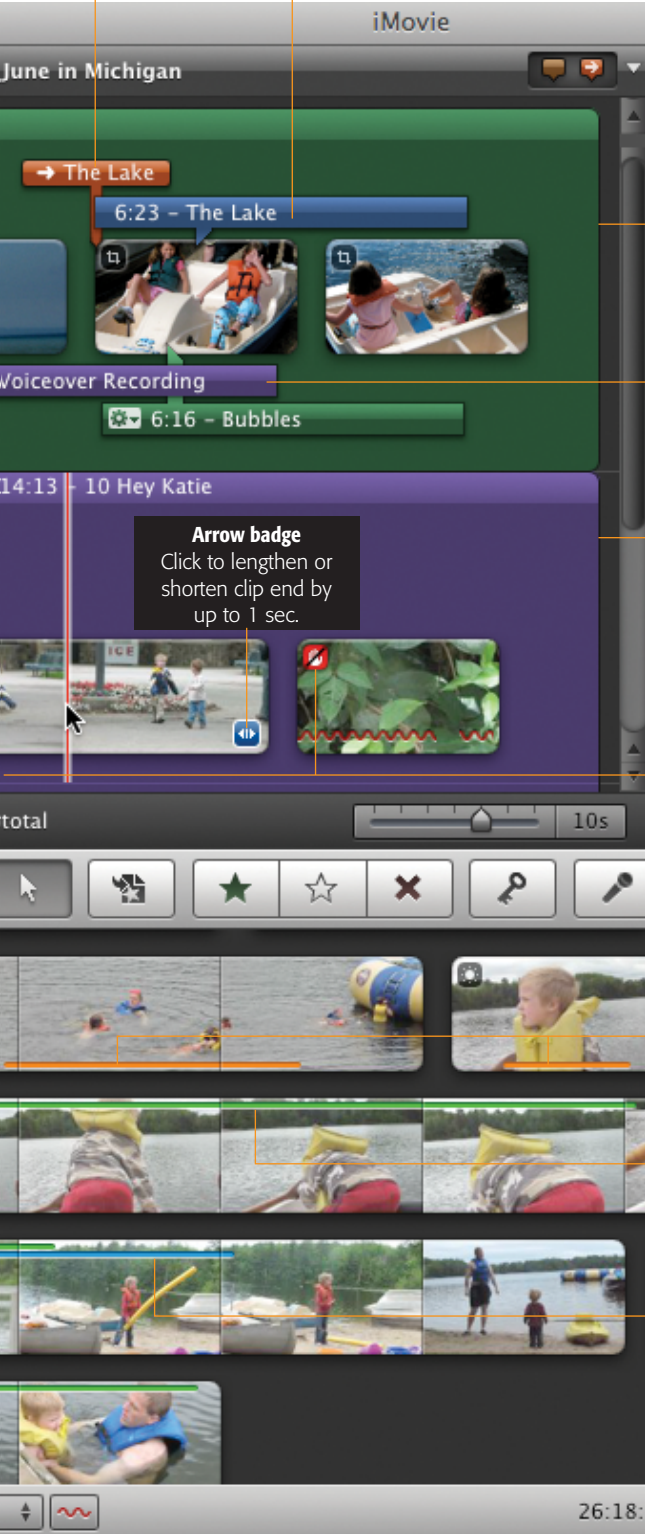 iMovie
June in Michigan
The Lake
6:23 – The Lake
Voiceover Recording
6:16 – Bubbles
14:13 – 10 Hey Katie
Arrow badge
Click to lengthen or
shorten clip end by
up to 1 sec.
ICE
total
10s
26:18: